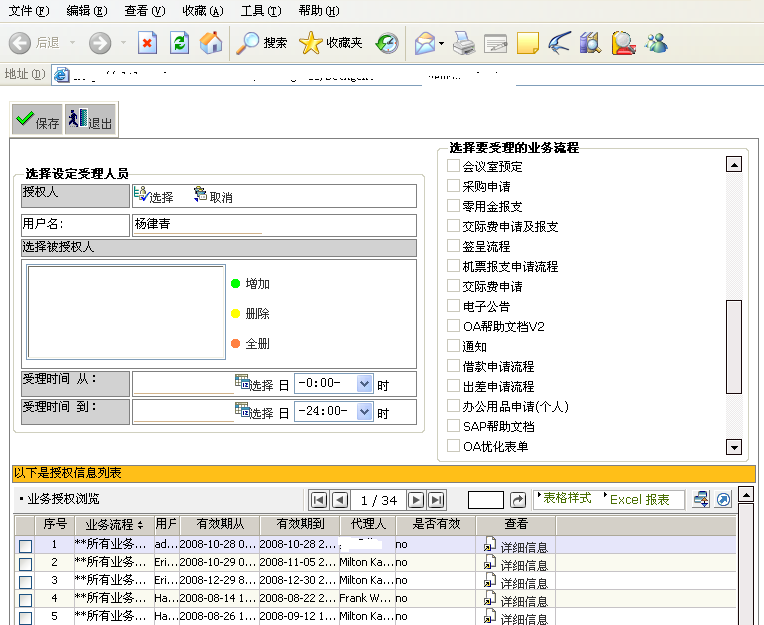 文件(F) 编辑(E) 查看(V) 收藏(A) 工具(T) 帮助(H)
后退 搜索 收藏夹
地址(D)
保存 退出
选择设定受理人员
授权人 选择 取消
用户名: 杨律青
选择被授权人
增加
删除
全删
受理时间 从: 选择 日 -0:00- 时
受理时间 到: 选择 日 -24:00- 时
选择要受理的业务流程
会议室预定
采购申请
零用金报支
交际费申请及报支
签呈流程
机票报支申请流程
交际费申请
电子公告
OA帮助文档V2
通知
借款申请流程
出差申请流程
办公用品申请(个人)
SAP帮助文档
OA优化表单
以下是授权信息列表
·业务授权浏览 1 / 34 表格样式 Excel 报表
序号 业务流程 用户 有效期从 有效期到 代理人 是否有效 查看
1 **所有业务... ad... 2008-10-28 0... 2008-10-28 2... no 详细信息
2 **所有业务... Eri... 2008-10-29 0... 2008-11-05 2... Milton Ka... no 详细信息
3 **所有业务... Eri... 2008-12-29 8... 2008-12-30 2... Milton Ka... no 详细信息
4 **所有业务... Ha... 2008-08-14 1... 2008-08-22 2... Frank W... no 详细信息
5 **所有业务... Ha... 2008-08-26 1... 2008-09-12 1... Milton Ka... no 详细信息